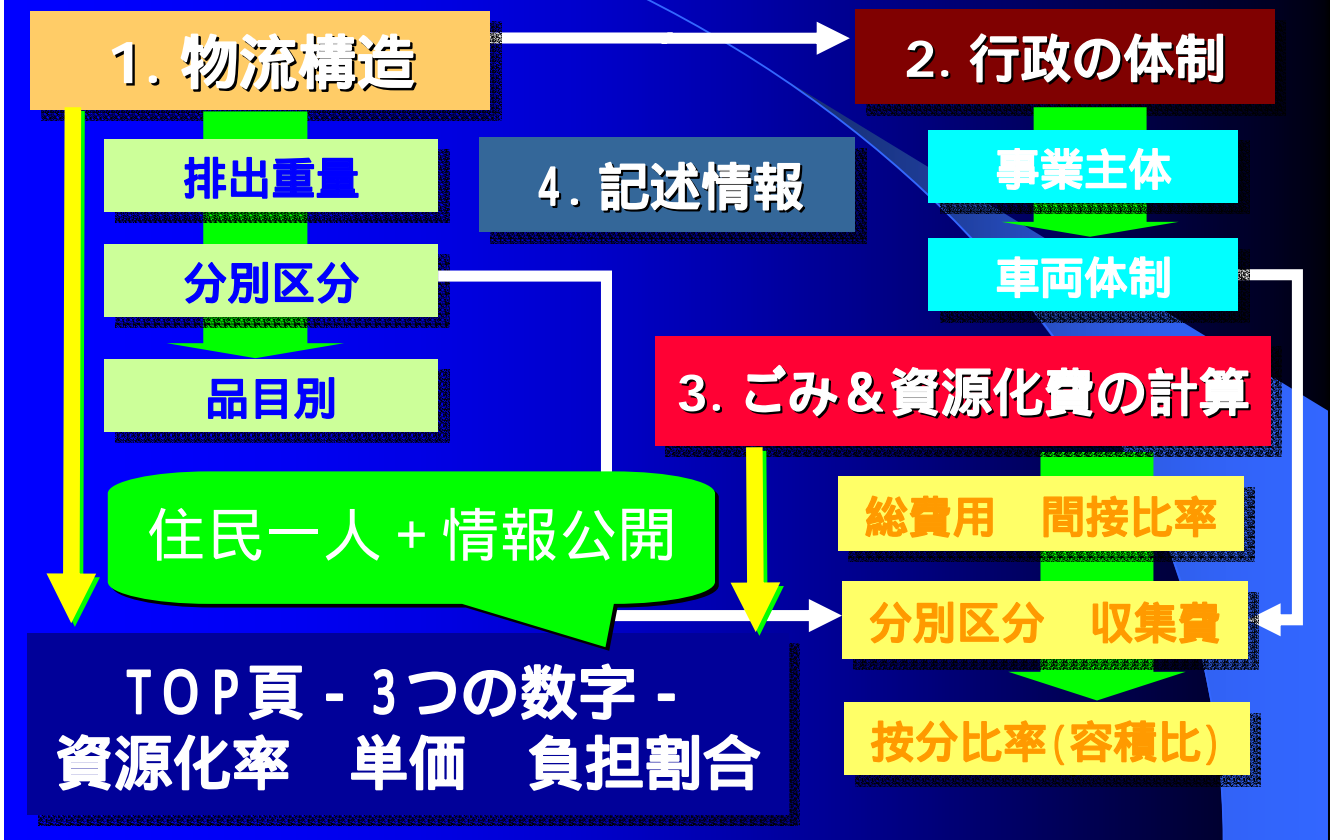 1. 物流構造
排出重量
分別区分
品目別
2. 行政の体制
事業主体
車両体制
4. 記述情報
3. ごみ＆資源化費の計算
総費用　間接比率
分別区分　収集費
按分比率(容積比)
住民一人＋情報公開
TOP頁－3つの数字－
資源化率　単価　負担割合